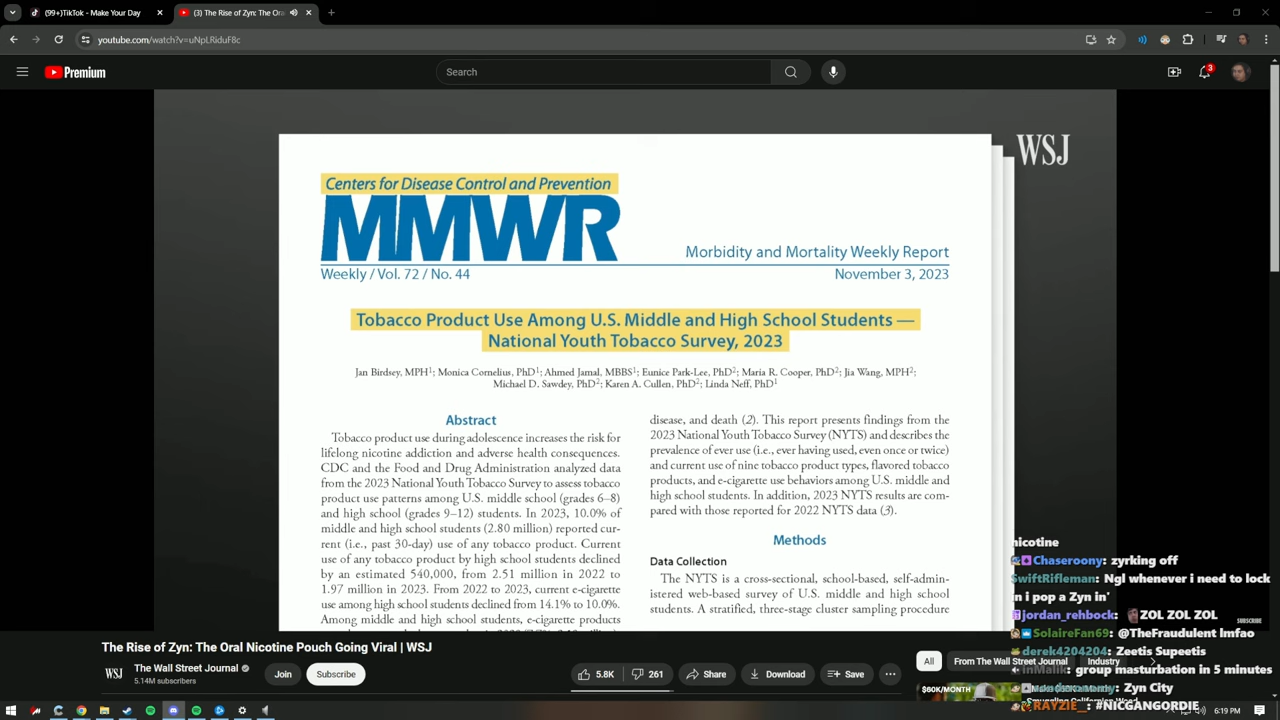 (99+) TikTok - Make Your Day
(3) The Rise of Zyn: The Ora
youtube.com/watch?v=uNpLRiduF8c
Premium
Search
3
WSJ
Centers for Disease Control and Prevention
MMWR
Morbidity and Mortality Weekly Report
Weekly / Vol. 72 / No. 44
November 3, 2023
Tobacco Product Use Among U.S. Middle and High School Students —
National Youth Tobacco Survey, 2023
Jan Birdsey, MPH1; Monica Cornelius, PhD1; Ahmed Jamal, MBBS1; Eunice Park-Lee, PhD2; Maria R. Cooper, PhD2; Jia Wang, MPH2;
Michael D. Sawdey, PhD2; Karen A. Cullen, PhD2; Linda Neff, PhD1
Abstract
Tobacco product use during adolescence increases the risk for
lifelong nicotine addiction and adverse health consequences.
CDC and the Food and Drug Administration analyzed data
from the 2023 National Youth Tobacco Survey to assess tobacco
product use patterns among U.S. middle school (grades 6–8)
and high school (grades 9–12) students. In 2023, 10.0% of
middle and high school students (2.80 million) reported cur-
rent (i.e., past 30-day) use of any tobacco product. Current
use of any tobacco product by high school students declined
by an estimated 540,000, from 2.51 million in 2022 to
1.97 million in 2023. From 2022 to 2023, current e-cigarette
use among high school students declined from 14.1% to 10.0%.
Among middle and high school students, e-cigarette products
disease, and death (2). This report presents findings from the
2023 National Youth Tobacco Survey (NYTS) and describes the
prevalence of ever use (i.e., ever having used, even once or twice)
and current use of nine tobacco product types, flavored tobacco
products, and e-cigarette use behaviors among U.S. middle and
high school students. In addition, 2023 NYTS results are com-
pared with those reported for 2022 NYTS data (3).
Methods
Data Collection
The NYTS is a cross-sectional, school-based, self-admin-
istered web-based survey of U.S. middle and high school
students. A stratified, three-stage cluster sampling procedure
nicotine
Chaseroony: zyrking off
SwiftRifleman: Ngl whenever i need to lock
in i pop a Zyn in'
jordan_rehbock: ZOL ZOL ZOL
SUBSCRIBE
SolaireFan69: @TheFraudulent lmfao
derek4204204: Zeetis Supeetis
inMalik: group masturbation in 5 minutes
Zyn City
RAYZIE_: #NICGANGORDIE
The Rise of Zyn: The Oral Nicotine Pouch Going Viral | WSJ
WSJ
The Wall Street Journal
5.14M subscribers
Join
Subscribe
5.8K
261
Share
Download
Save
All
From The Wall Street Journal
Industry
$60K/MONTH
6:19 PM